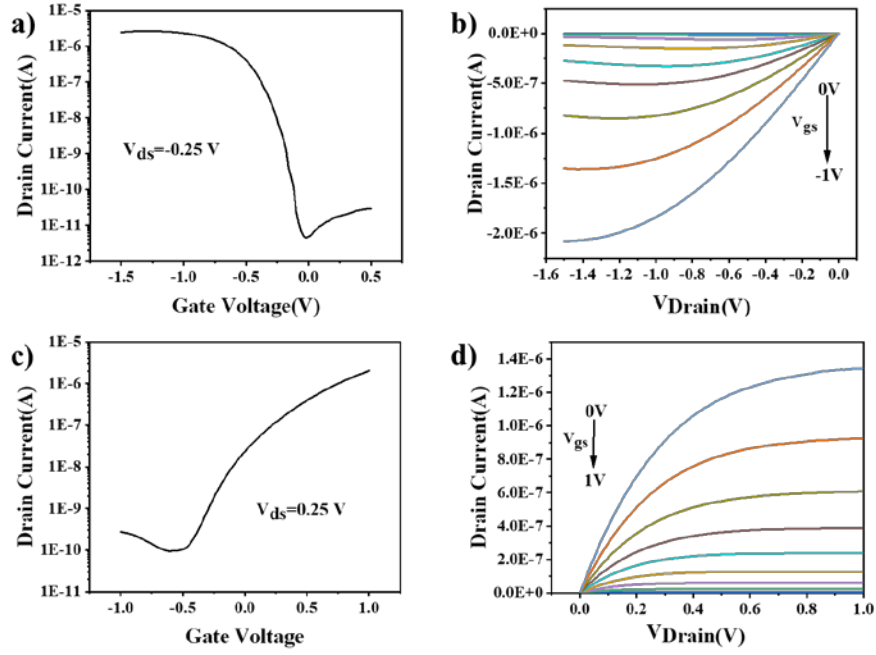 a)
Drain Current(A)
1E-5
1E-6
1E-7
1E-8
1E-9
1E-10
1E-11
1E-12
Vds=-0.25 V
-1.5 -1.0 -0.5 0.0 0.5
Gate Voltage(V)
b)
Drain Current(A)
0.0E+0
-5.0E-7
-1.0E-6
-1.5E-6
-2.0E-6
0V
Vgs
-1V
-1.6 -1.4 -1.2 -1.0 -0.8 -0.6 -0.4 -0.2 0.0
VDrain(V)
c)
Drain Current(A)
1E-5
1E-6
1E-7
1E-8
1E-9
1E-10
1E-11
Vds=0.25 V
-1.0 -0.5 0.0 0.5 1.0
Gate Voltage
d)
Drain Current(A)
1.4E-6
1.2E-6
1.0E-6
8.0E-7
6.0E-7
4.0E-7
2.0E-7
0.0E+0
0V
Vgs
1V
0.0 0.2 0.4 0.6 0.8 1.0
VDrain(V)